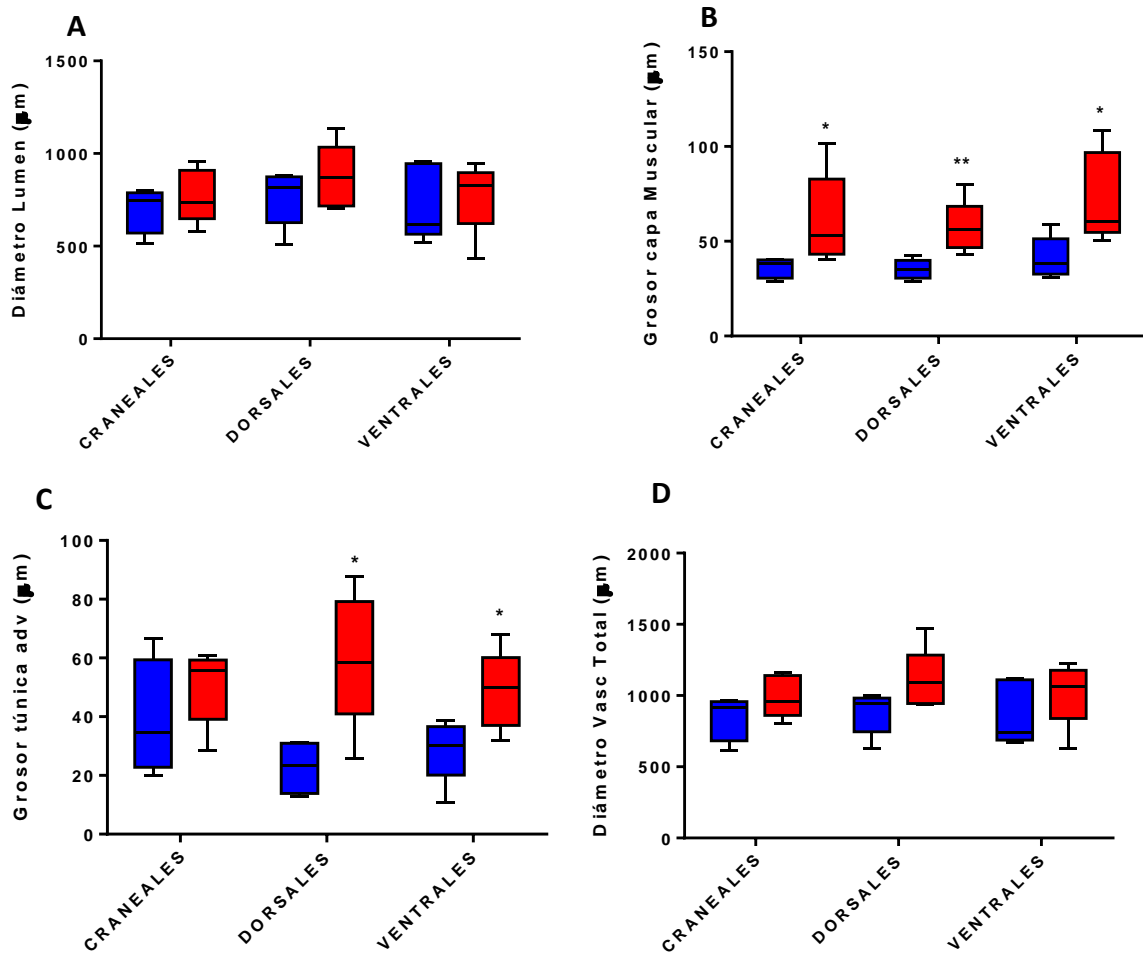 A
Diámetro Lumen (μm)
1500
1000
500
0
CRANEALES
DORSALES
VENTRALES
B
Grosor capa Muscular (μm)
150
100
50
0
*
**
*
CRANEALES
DORSALES
VENTRALES
C
Grosor túnica adv (μm)
100
80
60
40
20
0
*
*
CRANEALES
DORSALES
VENTRALES
D
Diámetro Vasc Total (μm)
2000
1500
1000
500
0
CRANEALES
DORSALES
VENTRALES